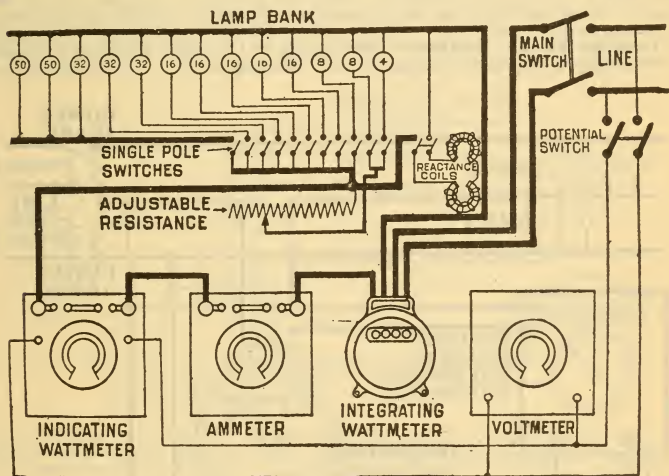 LAMP BANK
50 50 32 32 32 16 16 16 16 16 8 8 4
MAIN
SWITCH
LINE
POTENTIAL
SWITCH
SINGLE POLE
SWITCHES
REACTANCE
COILS
ADJUSTABLE
RESISTANCE
INDICATING
WATTMETER
AMMETER
INTEGRATING
WATTMETER
VOLTMETER